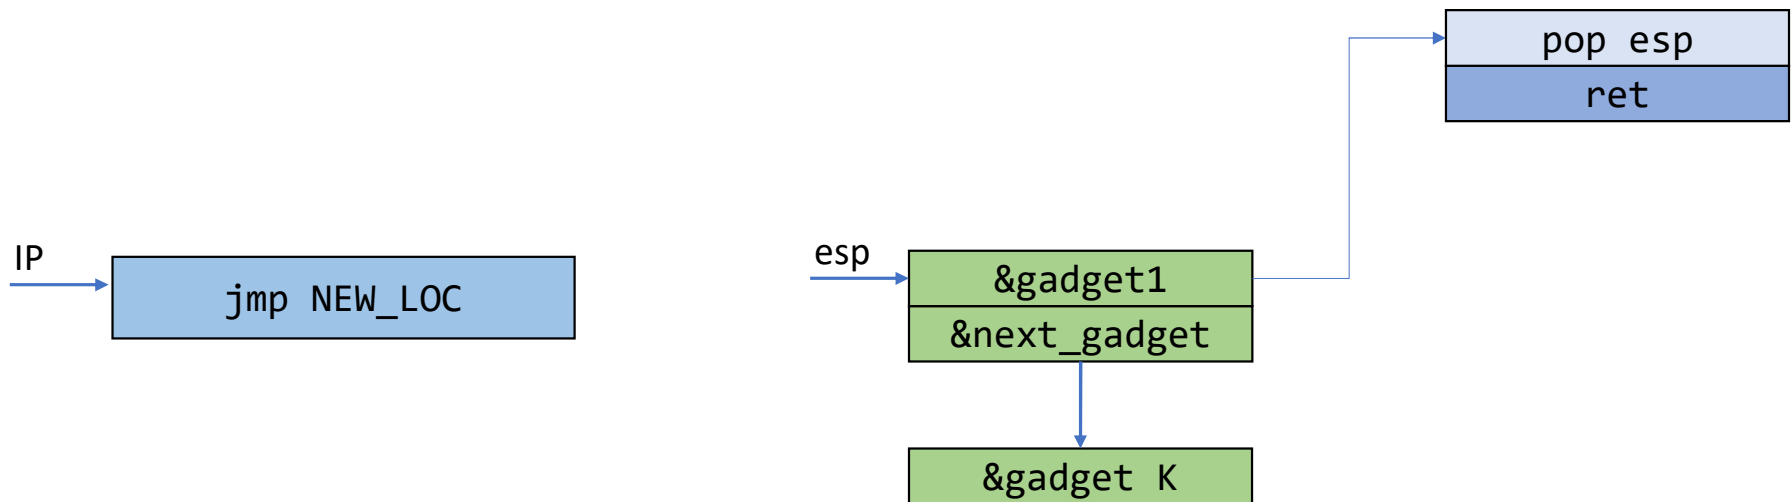 pop esp
ret
IP
jmp NEW_LOC
esp
&gadget1
&next_gadget
&gadget K